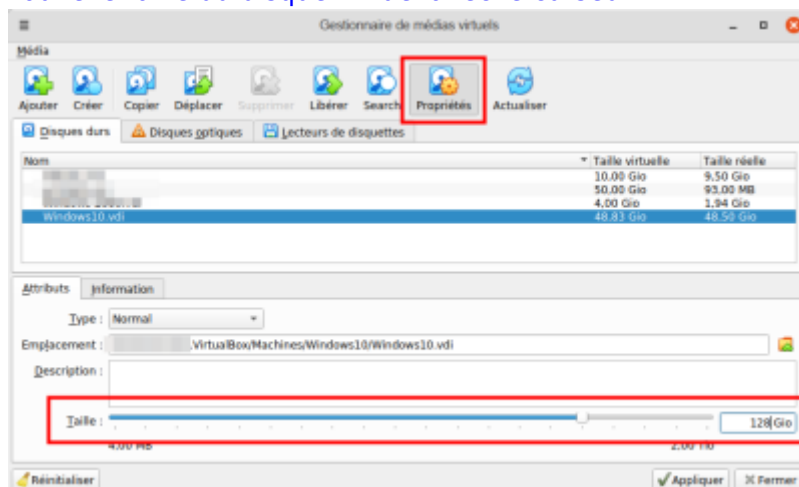 Gestionnaire de médias virtuels
Média
Ajouter Créer Copier Déplacer Supprimer Libérer Search Propriétés Actualiser
Disques durs Disques optiques Lecteurs de disquettes
Nom Taille virtuelle Taille réelle
10,00 Gio 9,50 Gio
50,00 Gio 93,00 MB
4,00 Gio 1,94 Gio
Windows10.vdi 48,83 Gio 48,50 Gio
Attributs Information
Type : Normal
Emplacement : .VirtualBox/Machines/Windows10/Windows10.vdi
Description :
Taille : 128 Gio
4,00 MB 2,00 Tio
Réinitialiser Appliquer Fermer